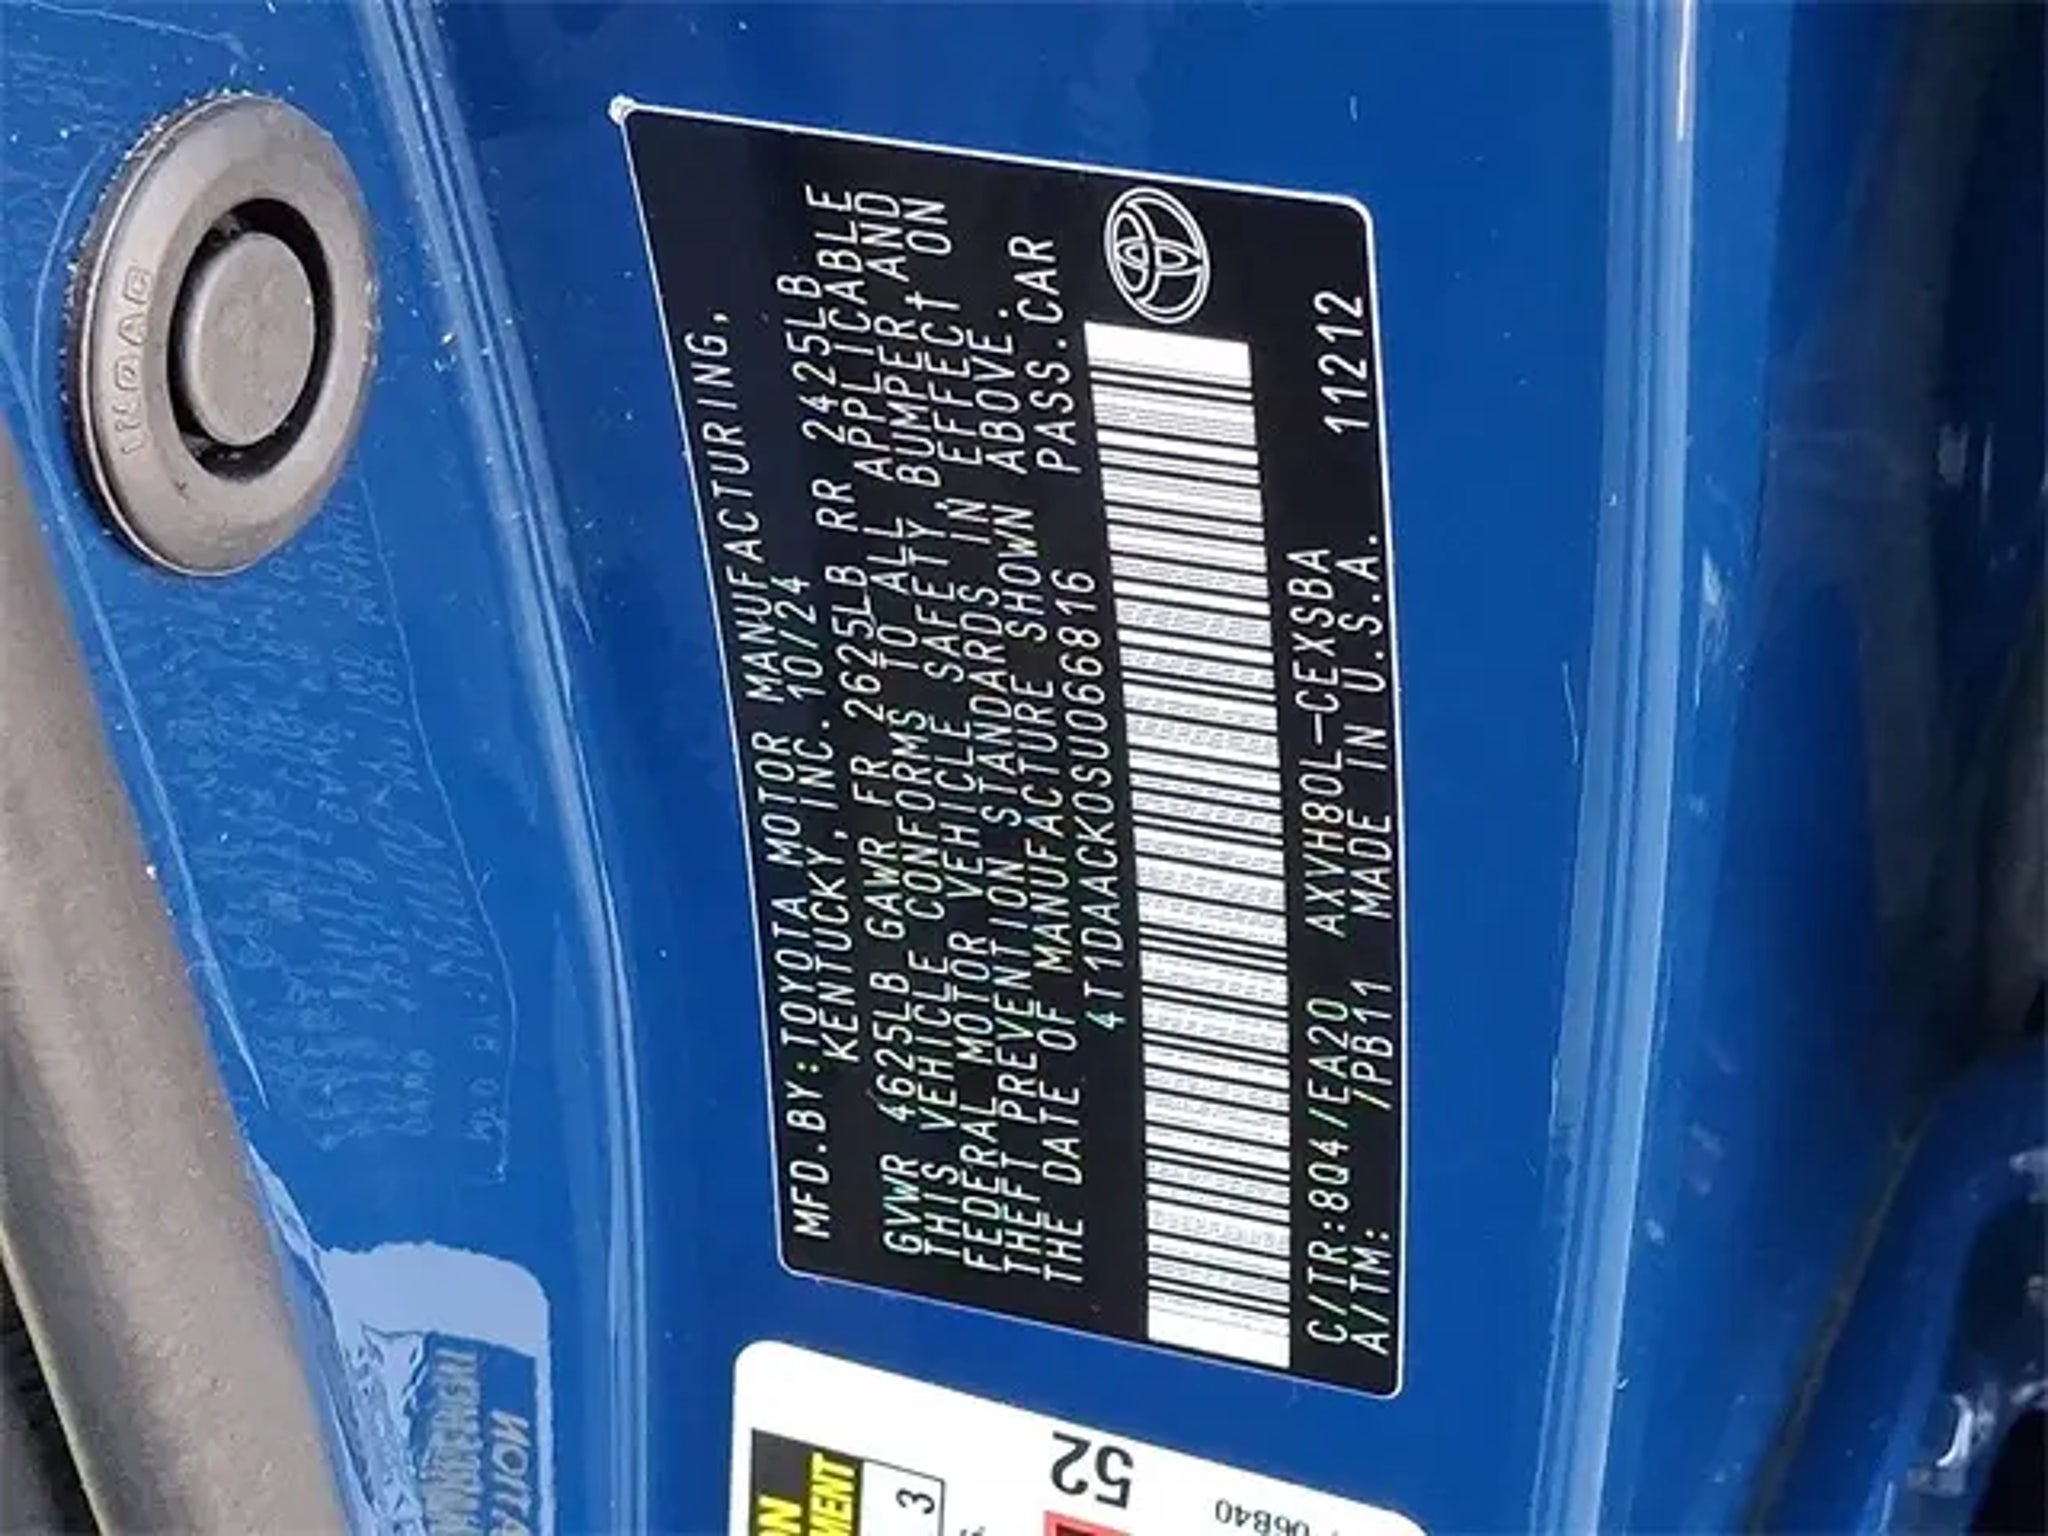 MFD.BY:TOYOTA MOTOR MANUFACTURING,
KENTUCKY,INC. 10/24
GVWR 4625LB GAWR FR 2625LB RR 2425LB
THIS VEHICLE CONFORMS TO ALL APPLICABLE
FEDERAL MOTOR VEHICLE SAFETY, BUMPER, AND
THEFT PREVENTION STANDARDS IN EFFECT ON
THE DATE OF MANUFACTURE SHOWN ABOVE.
4T1DAACK0SU066816 PASS.CAR
C/TR:8Q4/EA20 AXVH80L-CEXSBA 11212
A/TM: /PB11 MADE IN U.S.A.
52
3
06B40